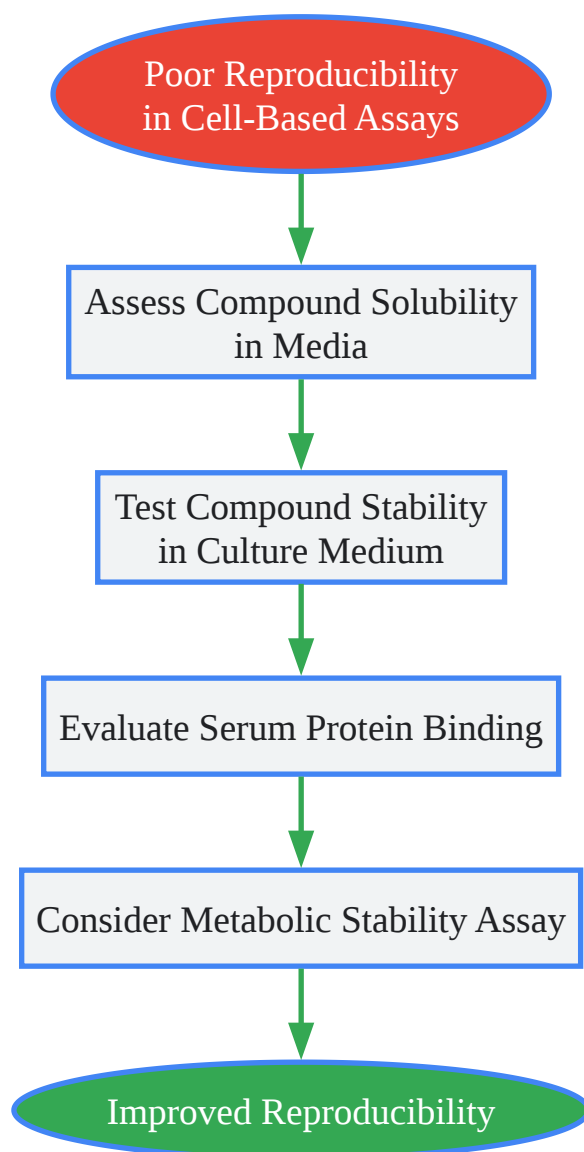 Poor Reproducibility
in Cell-Based Assays
Assess Compound Solubility
in Media
Test Compound Stability
in Culture Medium
Evaluate Serum Protein Binding
Consider Metabolic Stability Assay
Improved Reproducibility